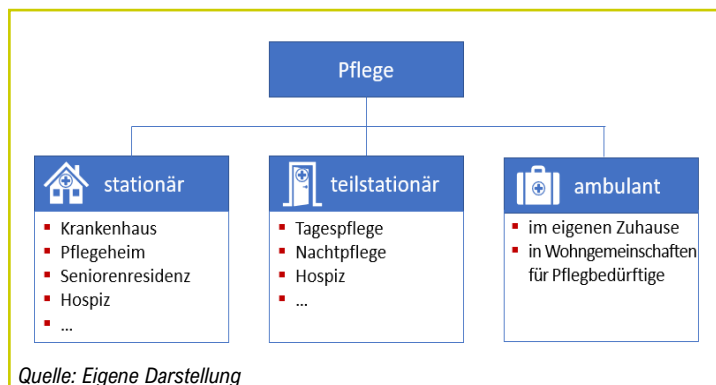 Pflege
stationär
▪ Krankenhaus
▪ Pflegeheim
▪ Seniorenresidenz
▪ Hospiz
▪ ...
teilstationär
▪ Tagespflege
▪ Nachtpflege
▪ Hospiz
▪ ...
ambulant
▪ im eigenen Zuhause
▪ in Wohngemeinschaften
für Pflegbedürftige
Quelle: Eigene Darstellung